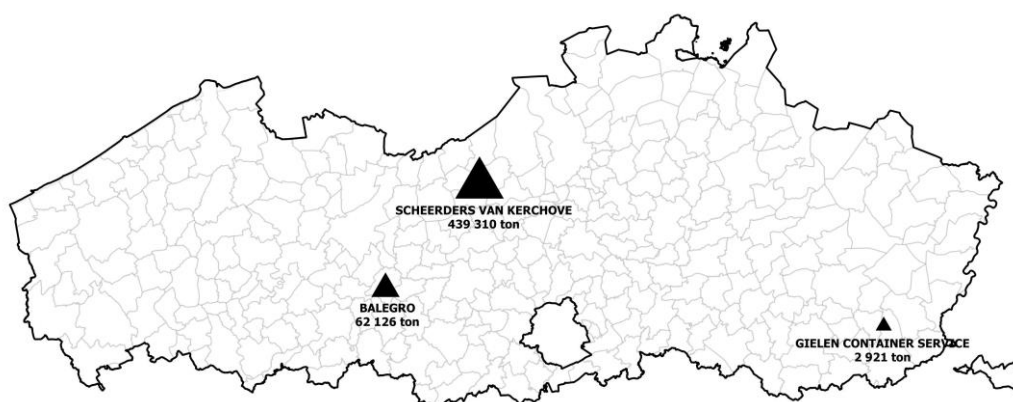 SCHEERDERS VAN KERCHOVE
439 310 ton
BALEGRO
62 126 ton
GIELEN CONTAINER SERVICE
2 921 ton